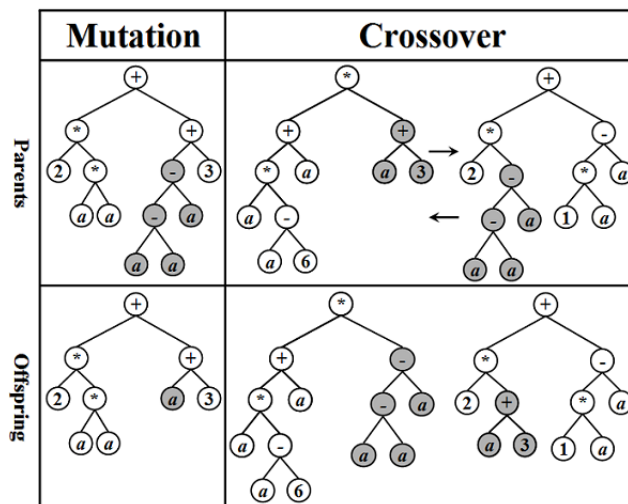 Mutation Crossover
Parents
+ * +
* + + + * -
2 * - 3 * a a 3 2 - * a
a a - a a - - a 1 a
a a a 6 a a
Offspring
+ * +
* + + - * -
2 * a 3 * a - a 2 + * a
a a a - a a a 3 1 a
a 6